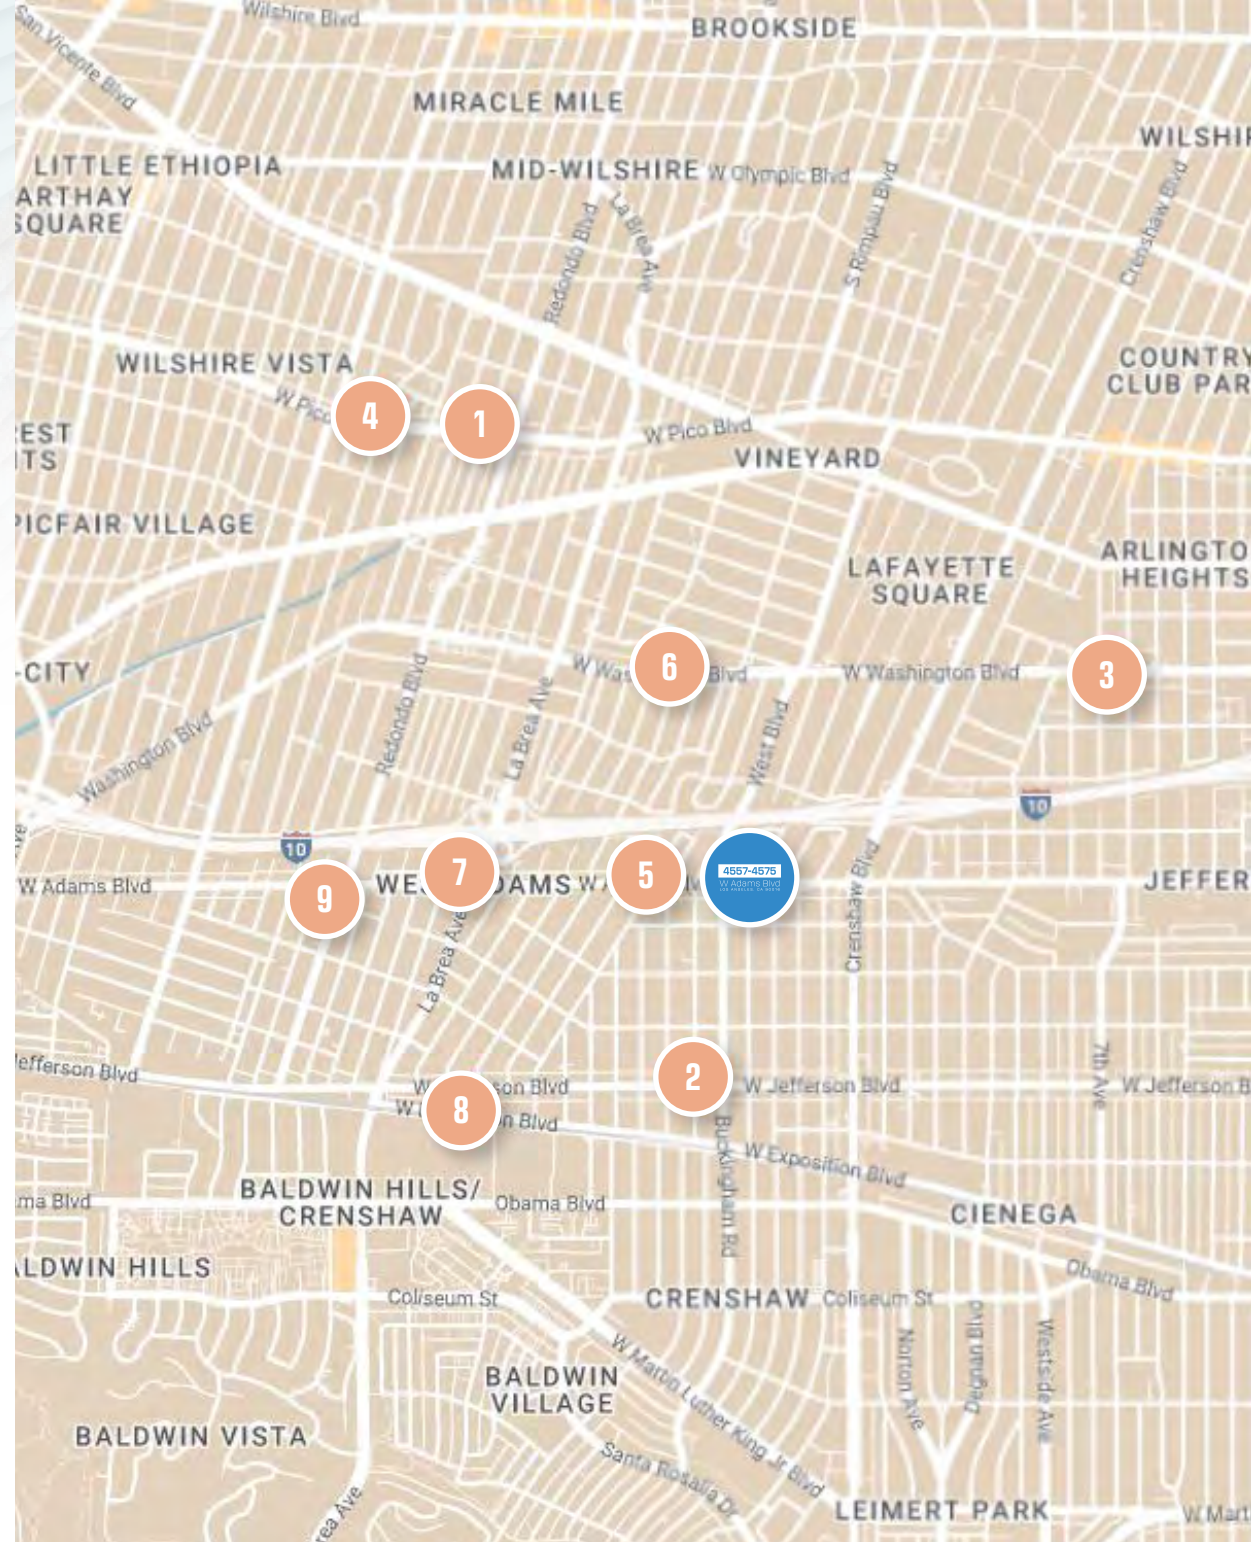 Wilshire Blvd
BROOKSIDE
San Vicente Blvd
MIRACLE MILE
WILSHI
LITTLE ETHIOPIA
MID-WILSHIRE
W Olympic Blvd
ARTHAY
SQUARE
La Brea Ave
Redondo Blvd
S Rimpau Blvd
Crenshaw Blvd
WILSHIRE VISTA
COUNTRY
CLUB PAR
W Pico
4
1
W Pico Blvd
EST
TS
VINEYARD
PICFAIR VILLAGE
LAFAYETTE
SQUARE
ARLINGTO
HEIGHTS
-CITY
W Was
6
Blvd
W Washington Blvd
3
Redondo Blvd
La Brea Ave
West Blvd
Washington Blvd
10
10
W Adams Blvd
9
WE
7
DAMS
W
5
4557-4575
W Adams Blvd
JEFFER
Crenshaw Blvd
La Brea Ave
efferson Blvd
W
son Blvd
2
W Jefferson Blvd
7th Ave
W Jefferson B
8
W
n Blvd
Buckingham Rd
W Exposition Blvd
BALDWIN HILLS/
CRENSHAW
ma Blvd
Obama Blvd
CIENEGA
ALDWIN HILLS
Obama Blvd
Coliseum St
CRENSHAW
Coliseum St
Norton Ave
Degnan Blvd
Westside Ave
W Martin Luther King Jr Blvd
BALDWIN
VILLAGE
BALDWIN VISTA
Santa Rosalia Dr
rea Ave
LEIMERT PARK
W Mart